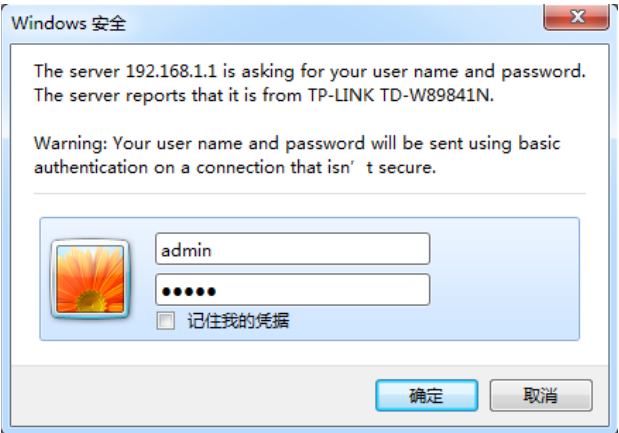 Windows 安全
The server 192.168.1.1 is asking for your user name and password.
The server reports that it is from TP-LINK TD-W89841N.
Warning: Your user name and password will be sent using basic
authentication on a connection that isn’ t secure.
admin
●●●●●
记住我的凭据
确定
取消